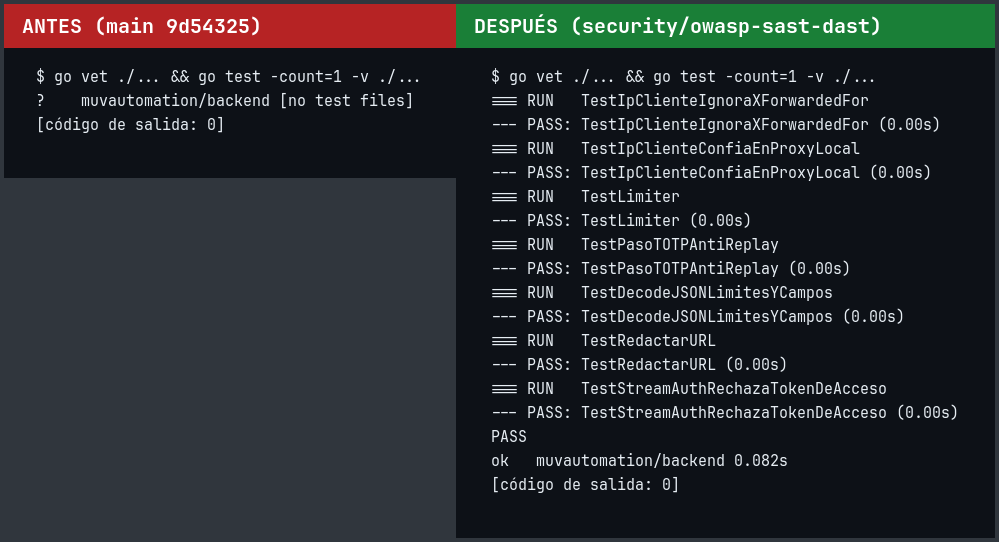 ANTES (main 9d54325)
$ go vet ./... && go test -count=1 -v ./...
?    muvautomation/backend [no test files]
[código de salida: 0]
DESPUÉS (security/owasp-sast-dast)
$ go vet ./... && go test -count=1 -v ./...
=== RUN   TestIpClienteIgnoraXForwardedFor
--- PASS: TestIpClienteIgnoraXForwardedFor (0.00s)
=== RUN   TestIpClienteConfiaEnProxyLocal
--- PASS: TestIpClienteConfiaEnProxyLocal (0.00s)
=== RUN   TestLimiter
--- PASS: TestLimiter (0.00s)
=== RUN   TestPasoTOTPAntiReplay
--- PASS: TestPasoTOTPAntiReplay (0.00s)
=== RUN   TestDecodeJSONLimitesYCampos
--- PASS: TestDecodeJSONLimitesYCampos (0.00s)
=== RUN   TestRedactarURL
--- PASS: TestRedactarURL (0.00s)
=== RUN   TestStreamAuthRechazaTokenDeAcceso
--- PASS: TestStreamAuthRechazaTokenDeAcceso (0.00s)
PASS
ok   muvautomation/backend 0.082s
[código de salida: 0]